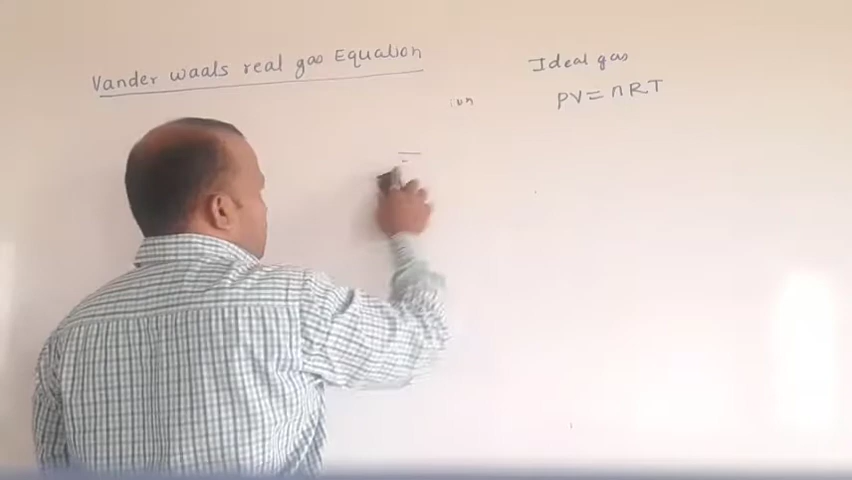 Vander waals real gas Equation
Ideal gas
PV = nRT